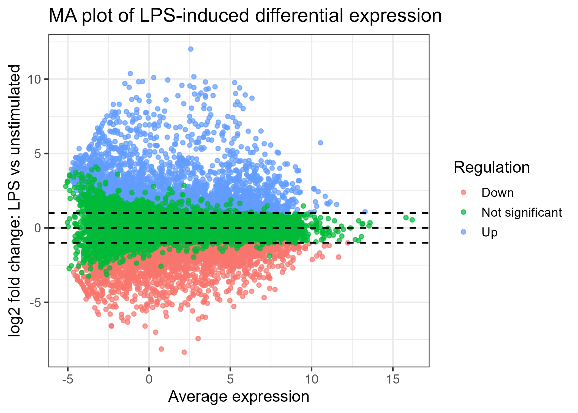 MA plot of LPS-induced differential expression
log2 fold change: LPS vs unstimulated
10
5
0
-5
-5 0 5 10 15
Average expression
Regulation
Down
Not significant
Up